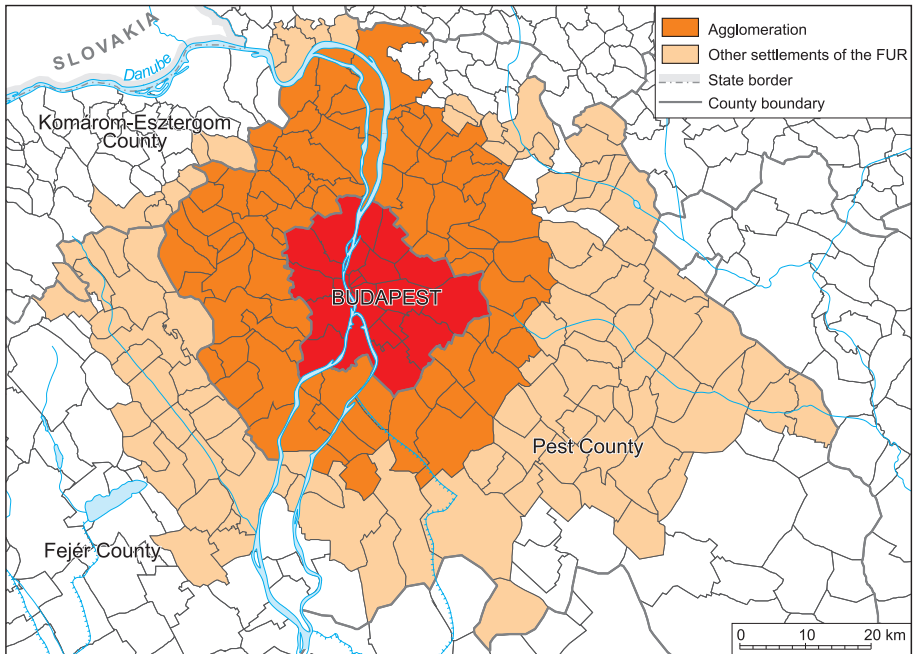 SLOVAKIA
Danube
Komárom-Esztergom
County
BUDAPEST
Pest County
Fejér County
Agglomeration
Other settlements of the FUR
State border
County boundary
0 10 20 km